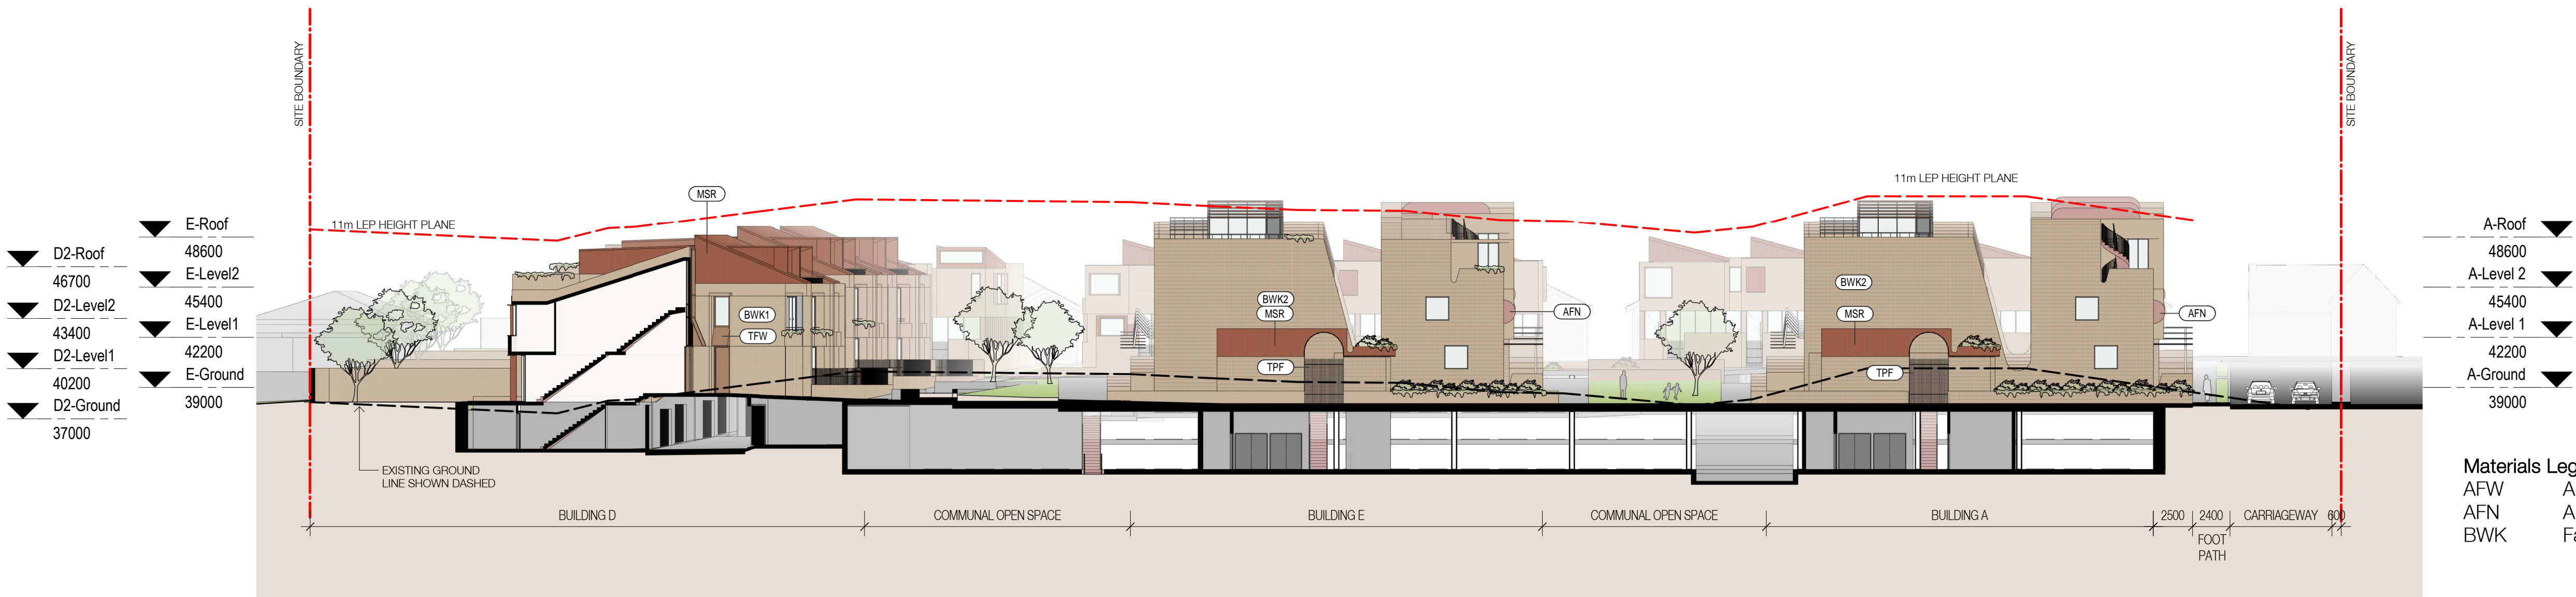 SITE BOUNDARY
SITE BOUNDARY
MSR
11m LEP HEIGHT PLANE
11m LEP HEIGHT PLANE
E-Roof
48600
E-Level2
45400
E-Level1
42200
E-Ground
39000
D2-Roof
46700
D2-Level2
43400
D2-Level1
40200
D2-Ground
37000
BWK1
TFW
BWK2
MSR
TPF
AFN
BWK2
MSR
TPF
AFN
A-Roof
48600
A-Level 2
45400
A-Level 1
42200
A-Ground
39000
EXISTING GROUND
LINE SHOWN DASHED
BUILDING D
COMMUNAL OPEN SPACE
BUILDING E
COMMUNAL OPEN SPACE
BUILDING A
2500
2400
CARRIAGEWAY
600
FOOT
PATH
Materials Leg
AFW A
AFN A
BWK Fa